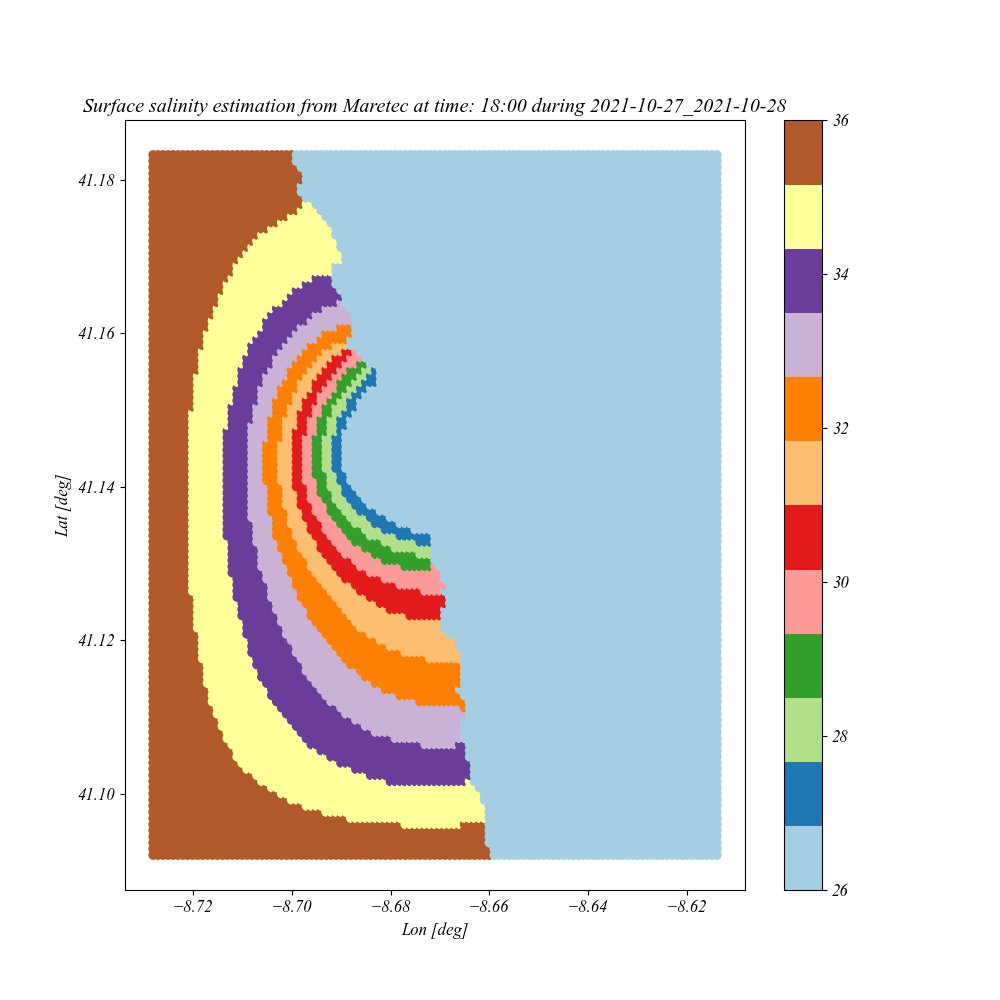 Surface salinity estimation from Maretec at time: 18:00 during 2021-10-27_2021-10-28
41.18
41.16
41.14
41.12
41.10
Lat [deg]
−8.72 −8.70 −8.68 −8.66 −8.64 −8.62
Lon [deg]
36
34
32
30
28
26